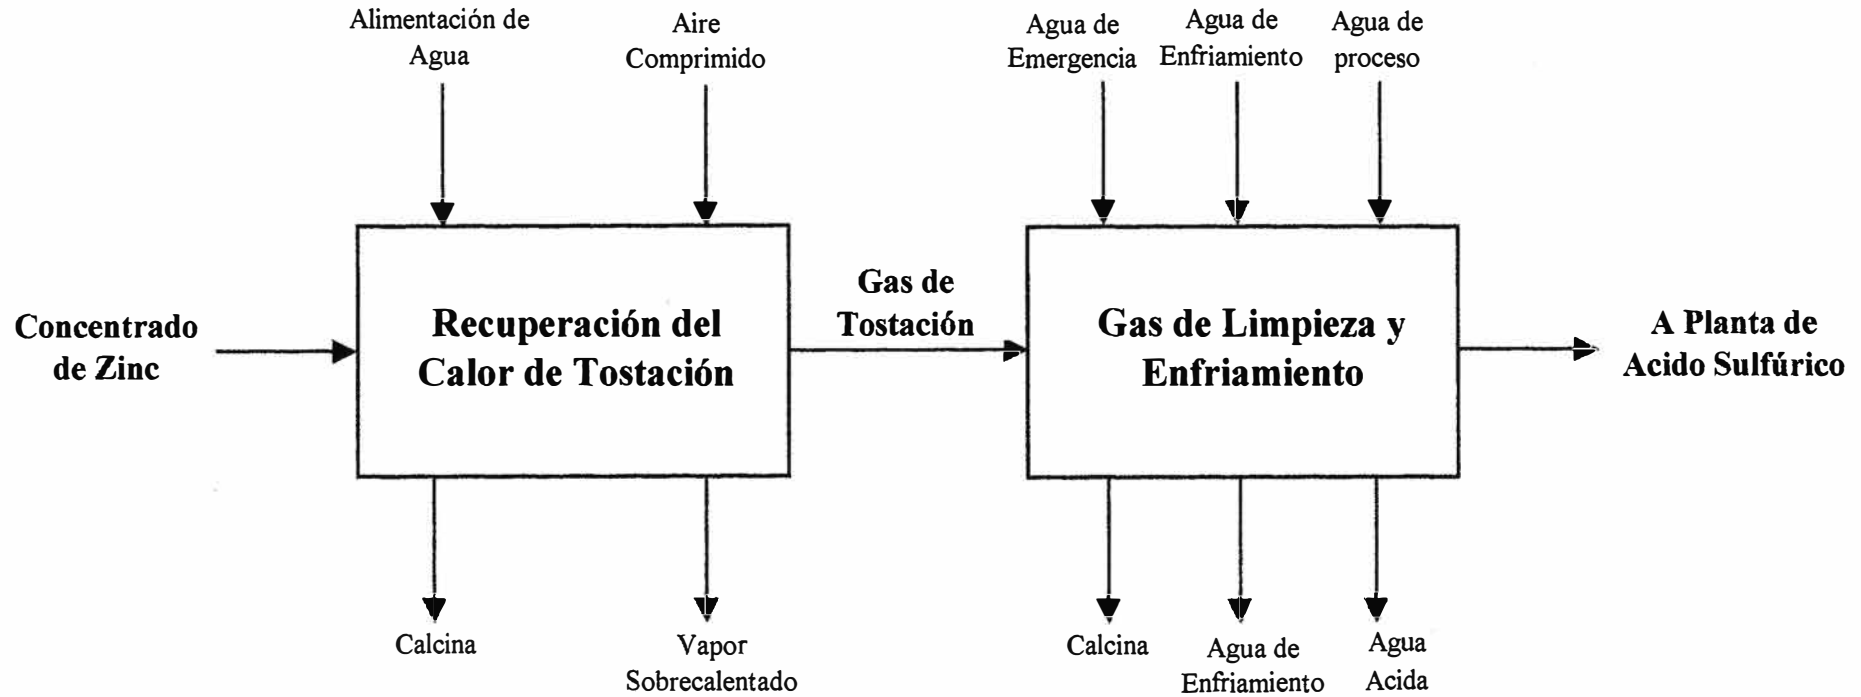 Alimentación de
Agua
Aire
Comprimido
Agua de
Emergencia
Agua de
Enfriamiento
Agua de
proceso
Concentrado
de Zinc
Recuperación del
Calor de Tostación
Gas de
Tostación
Gas de Limpieza y
Enfriamiento
A Planta de
Acido Sulfúrico
Calcina
Vapor
Sobrecalentado
Calcina
Agua de
Enfriamiento
Agua
Acida